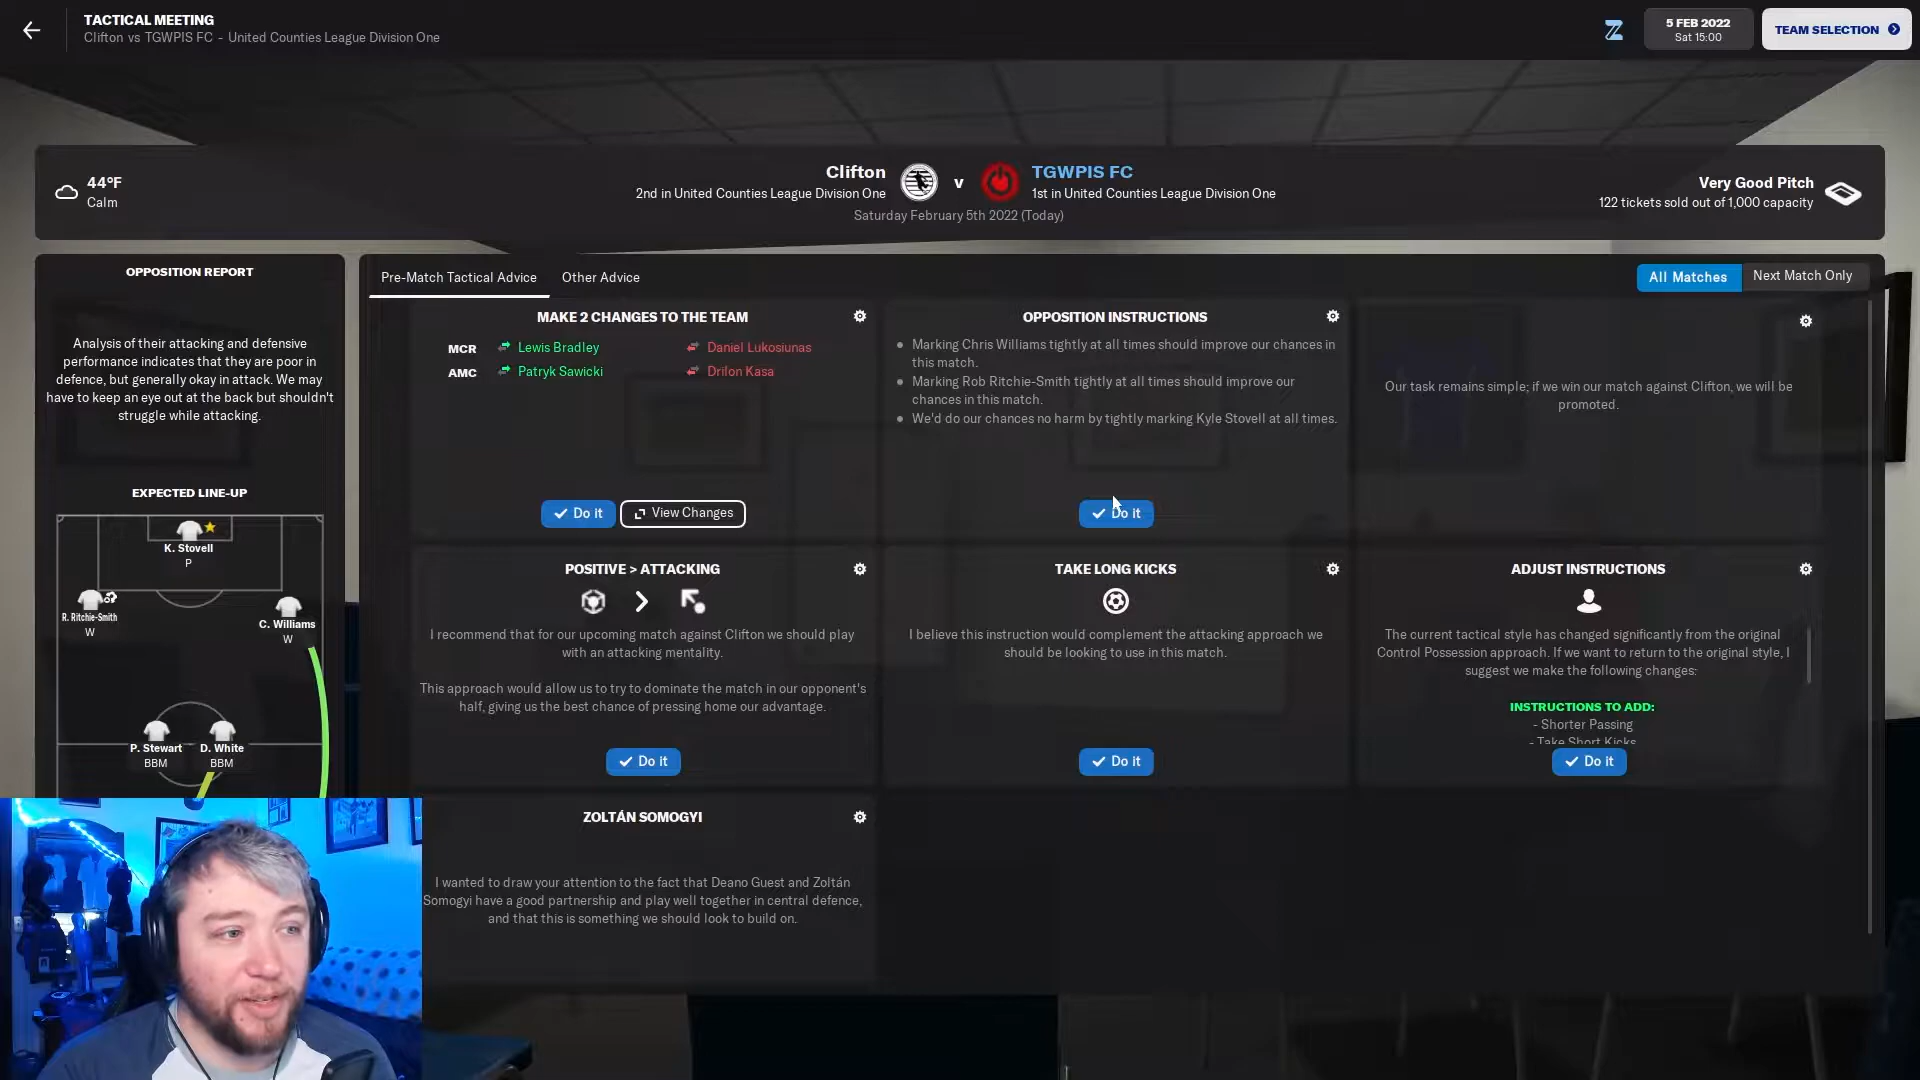 TACTICAL MEETING
Clifton vs TGWPIS FC - United Counties League Division One
5 FEB 2022
Sat 15:00
TEAM SELECTION
44°F
Calm
Clifton
2nd in United Counties League Division One
v
TGWPIS FC
1st in United Counties League Division One
Saturday February 5th 2022 (Today)
Very Good Pitch
122 tickets sold out of 1,000 capacity
OPPOSITION REPORT
Analysis of their attacking and defensive
performance indicates that they are poor in
defence, but generally okay in attack. We may
have to keep an eye out at the back but shouldn't
struggle while attacking.
EXPECTED LINE-UP
K. Stovell
P
R. Ritchie-Smith
W
C. Williams
W
P. Stewart
BBM
D. White
BBM
Pre-Match Tactical Advice
Other Advice
All Matches
Next Match Only
MAKE 2 CHANGES TO THE TEAM
MCR Lewis Bradley Daniel Lukosiunas
AMC Patryk Sawicki Drilon Kasa
Do it
View Changes
OPPOSITION INSTRUCTIONS
Marking Chris Williams tightly at all times should improve our chances in
this match.
Marking Rob Ritchie-Smith tightly at all times should improve our
chances in this match.
We'd do our chances no harm by tightly marking Kyle Stovell at all times.
Do it
Our task remains simple; if we win our match against Clifton, we will be
promoted.
POSITIVE > ATTACKING
I recommend that for our upcoming match against Clifton we should play
with an attacking mentality.
This approach would allow us to try to dominate the match in our opponent's
half, giving us the best chance of pressing home our advantage.
Do it
TAKE LONG KICKS
I believe this instruction would complement the attacking approach we
should be looking to use in this match.
Do it
ADJUST INSTRUCTIONS
The current tactical style has changed significantly from the original
Control Possession approach. If we want to return to the original style, I
suggest we make the following changes:
INSTRUCTIONS TO ADD:
- Shorter Passing
- Take Short Kicks
Do it
ZOLTÁN SOMOGYI
I wanted to draw your attention to the fact that Deano Guest and Zoltán
Somogyi have a good partnership and play well together in central defence,
and that this is something we should look to build on.